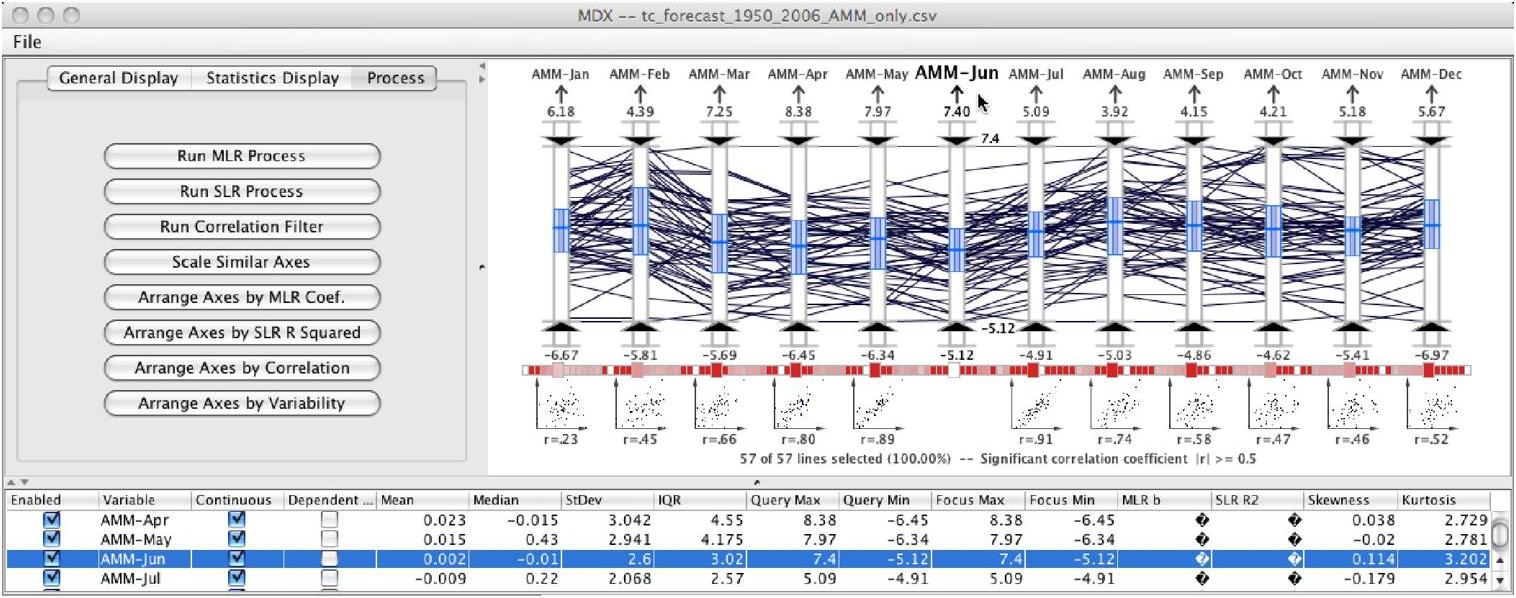 MDX -- tc_forecast_1950_2006_AMM_only.csv
File
General Display Statistics Display Process
Run MLR Process
Run SLR Process
Run Correlation Filter
Scale Similar Axes
Arrange Axes by MLR Coef.
Arrange Axes by SLR R Squared
Arrange Axes by Correlation
Arrange Axes by Variability
AMM-Jan AMM-Feb AMM-Mar AMM-Apr AMM-May AMM-Jun AMM-Jul AMM-Aug AMM-Sep AMM-Oct AMM-Nov AMM-Dec
6.18 4.39 7.25 8.38 7.97 7.40 5.09 3.92 4.15 4.21 5.18 5.67
7.4
-5.12
-6.67 -5.81 -5.69 -6.45 -6.34 -5.12 -4.91 -5.03 -4.86 -4.62 -5.41 -6.97
r=.23 r=.45 r=.66 r=.80 r=.89 r=.91 r=.74 r=.58 r=.47 r=.46 r=.52
57 of 57 lines selected (100.00%) -- Significant correlation coefficient |r| >= 0.5
Enabled Variable Continuous Dependent ... Mean Median StDev IQR Query Max Query Min Focus Max Focus Min MLR b SLR R2 Skewness Kurtosis
AMM-Apr 0.023 -0.015 3.042 4.55 8.38 -6.45 8.38 -6.45 � � 0.038 2.729
AMM-May 0.015 0.43 2.941 4.175 7.97 -6.34 7.97 -6.34 � � -0.02 2.781
AMM-Jun 0.002 -0.01 2.6 3.02 7.4 -5.12 7.4 -5.12 � � 0.114 3.202
AMM-Jul -0.009 0.22 2.068 2.57 5.09 -4.91 5.09 -4.91 � � -0.179 2.954